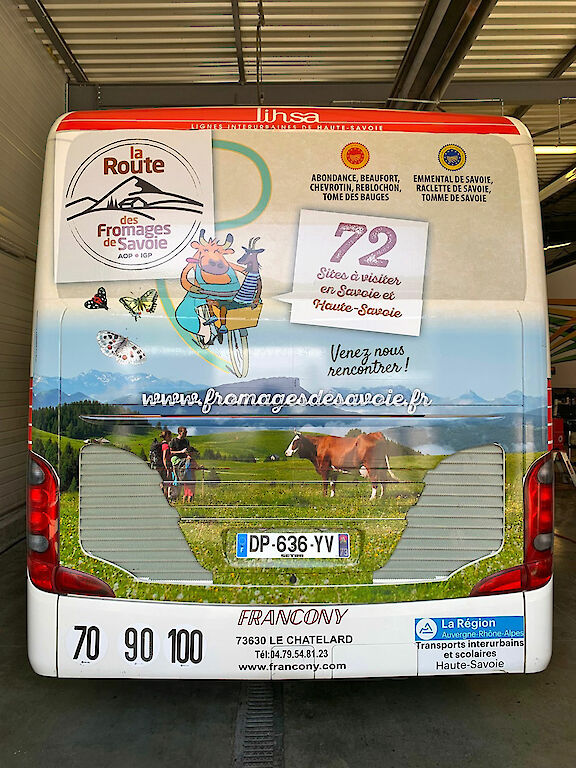 lihsa
LIGNES INTERURBAINES DE HAUTE-SAVOIE
la
Route
des
Fromages
de Savoie
AOP • IGP
ABONDANCE, BEAUFORT,
CHEVROTIN, REBLOCHON,
TOME DES BAUGES
EMMENTAL DE SAVOIE,
RACLETTE DE SAVOIE,
TOMME DE SAVOIE
72
Sites à visiter
en Savoie et
Haute-Savoie
Venez nous
rencontrer !
www.fromagesdesavoie.fr
DP-636-YV
SETRA
FRANCONY
73630 LE CHATELARD
Tél:04.79.54.81.23
www.francony.com
70 90 100
La Région
Auvergne-Rhône-Alpes
Transports interurbains
et scolaires
Haute-Savoie